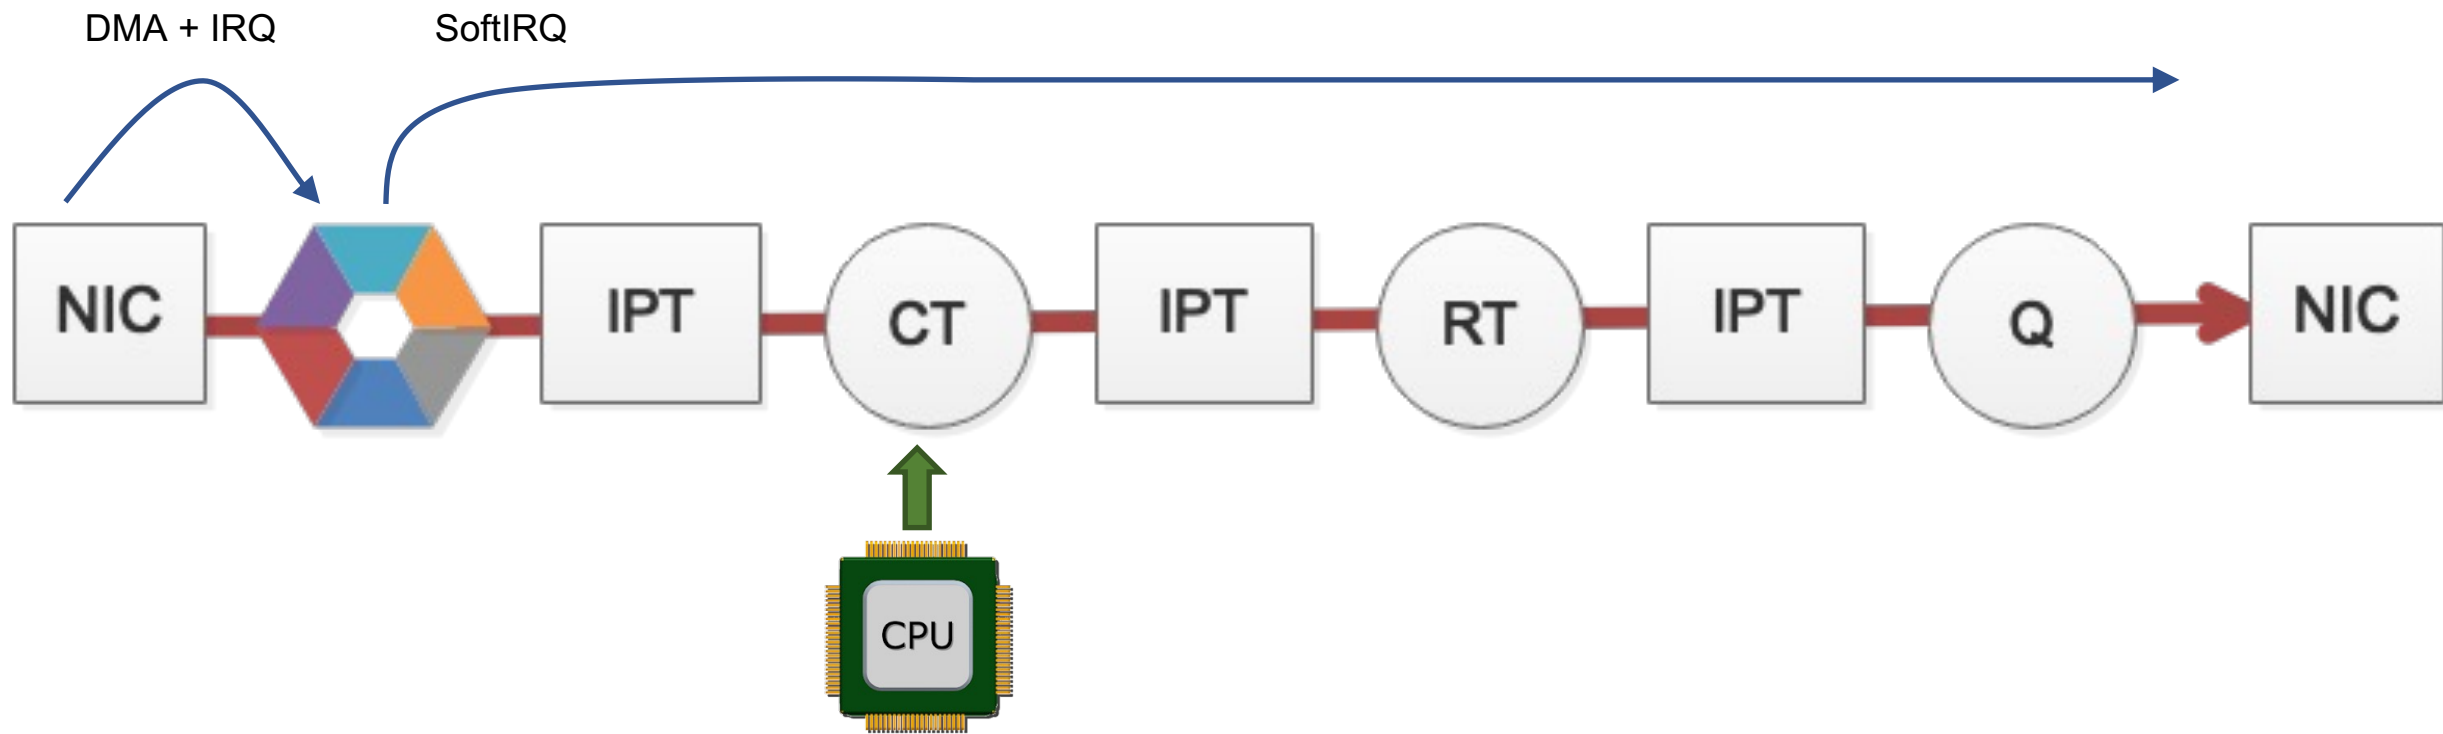 DMA + IRQ
SoftIRQ
NIC
IPT
CT
IPT
RT
IPT
Q
NIC
CPU